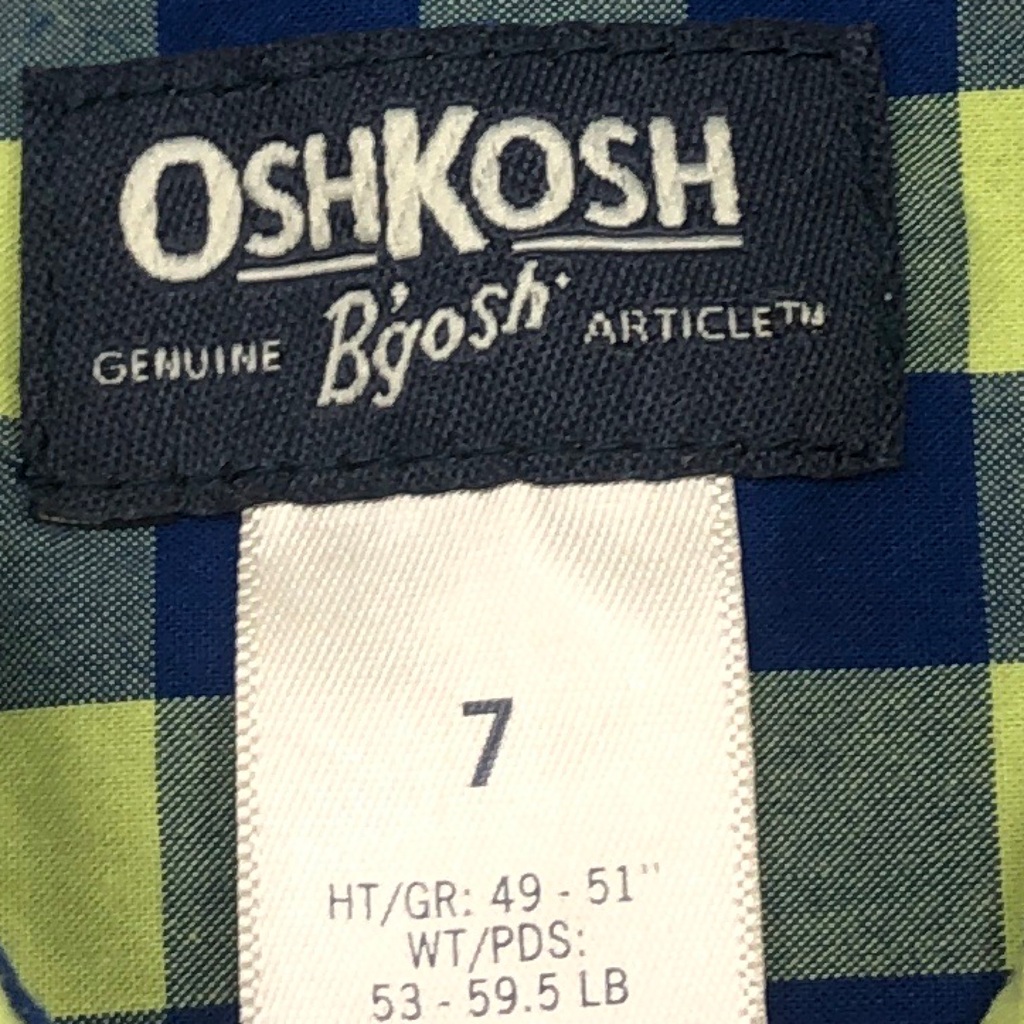 OSHKOSH
GENUINE B'gosh ARTICLE™
7
HT/GR: 49 - 51"
WT/PDS:
53 - 59.5 LB